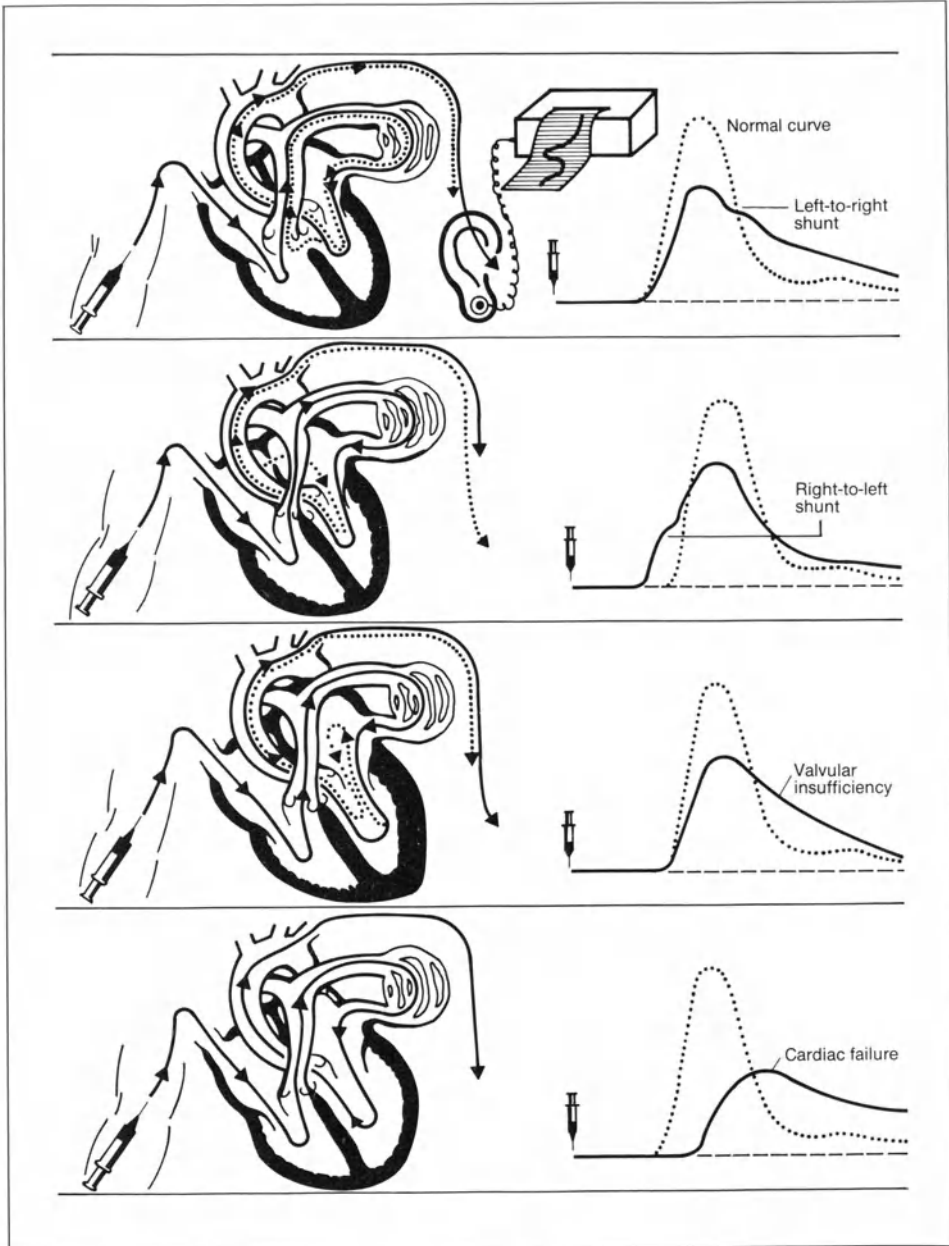 Normal curve
Left-to-right
shunt
Right-to-left
shunt
Valvular
insufficiency
Cardiac failure